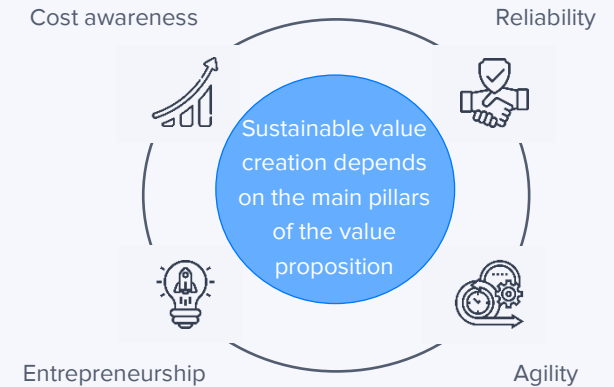 Cost awareness
Reliability
Sustainable value
creation depends
on the main pillars
of the value
proposition
Entrepreneurship
Agility